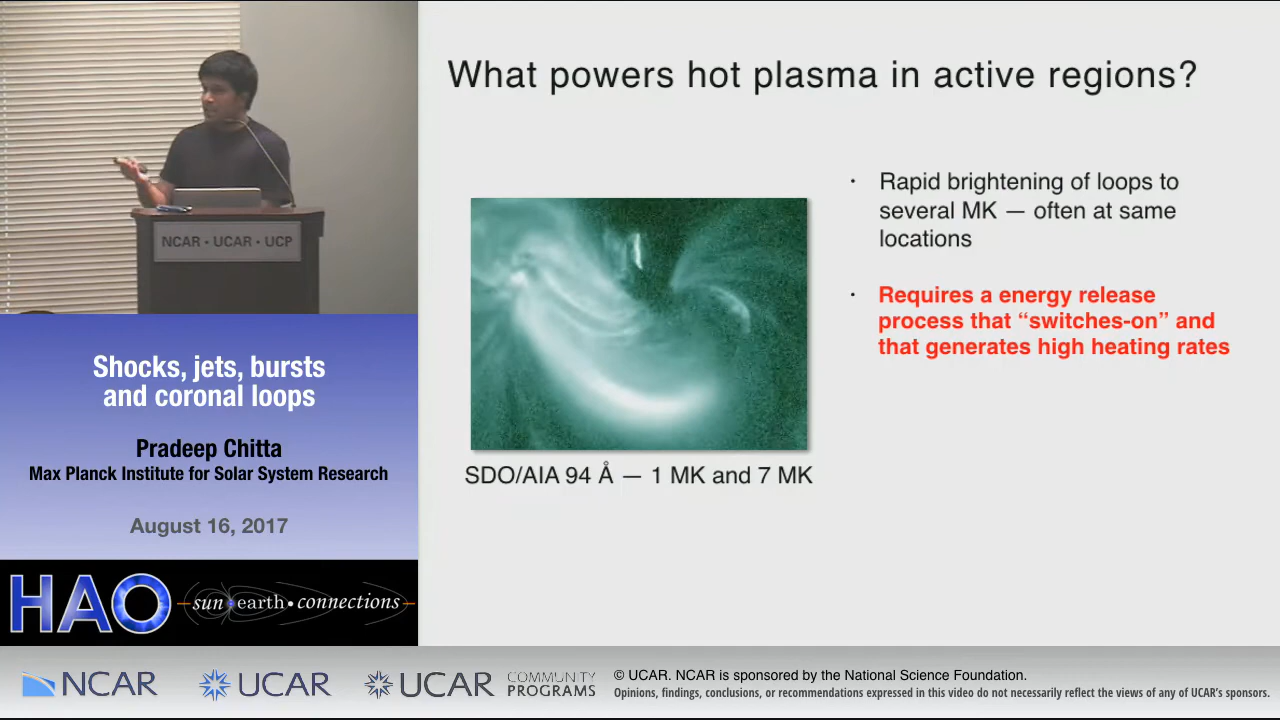 What powers hot plasma in active regions?
NCAR • UCAR • UCP
· Rapid brightening of loops to
several MK — often at same
locations
· Requires a energy release
process that “switches-on” and
that generates high heating rates
SDO/AIA 94 Å — 1 MK and 7 MK
Shocks, jets, bursts
and coronal loops
Pradeep Chitta
Max Planck Institute for Solar System Research
August 16, 2017
HAO sun•earth•connections
NCAR UCAR UCAR COMMUNITY
PROGRAMS
© UCAR. NCAR is sponsored by the National Science Foundation.
Opinions, findings, conclusions, or recommendations expressed in this video do not necessarily reflect the views of any of UCAR's sponsors.